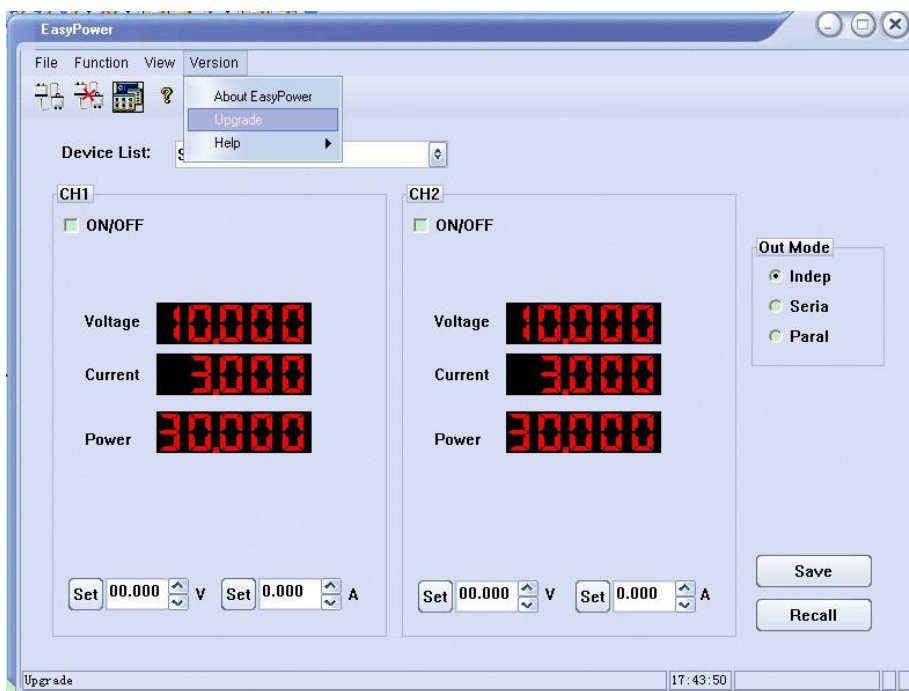 EasyPower
File Function View Version
About EasyPower
Upgrade
Help
Device List: S
CH1
ON/OFF
Voltage 10.000
Current 3.000
Power 30.000
Set 00.000 V Set 0.000 A
CH2
ON/OFF
Voltage 10.000
Current 3.000
Power 30.000
Set 00.000 V Set 0.000 A
Out Mode
Indep
Seria
Paral
Save
Recall
Upgrade 17:43:50